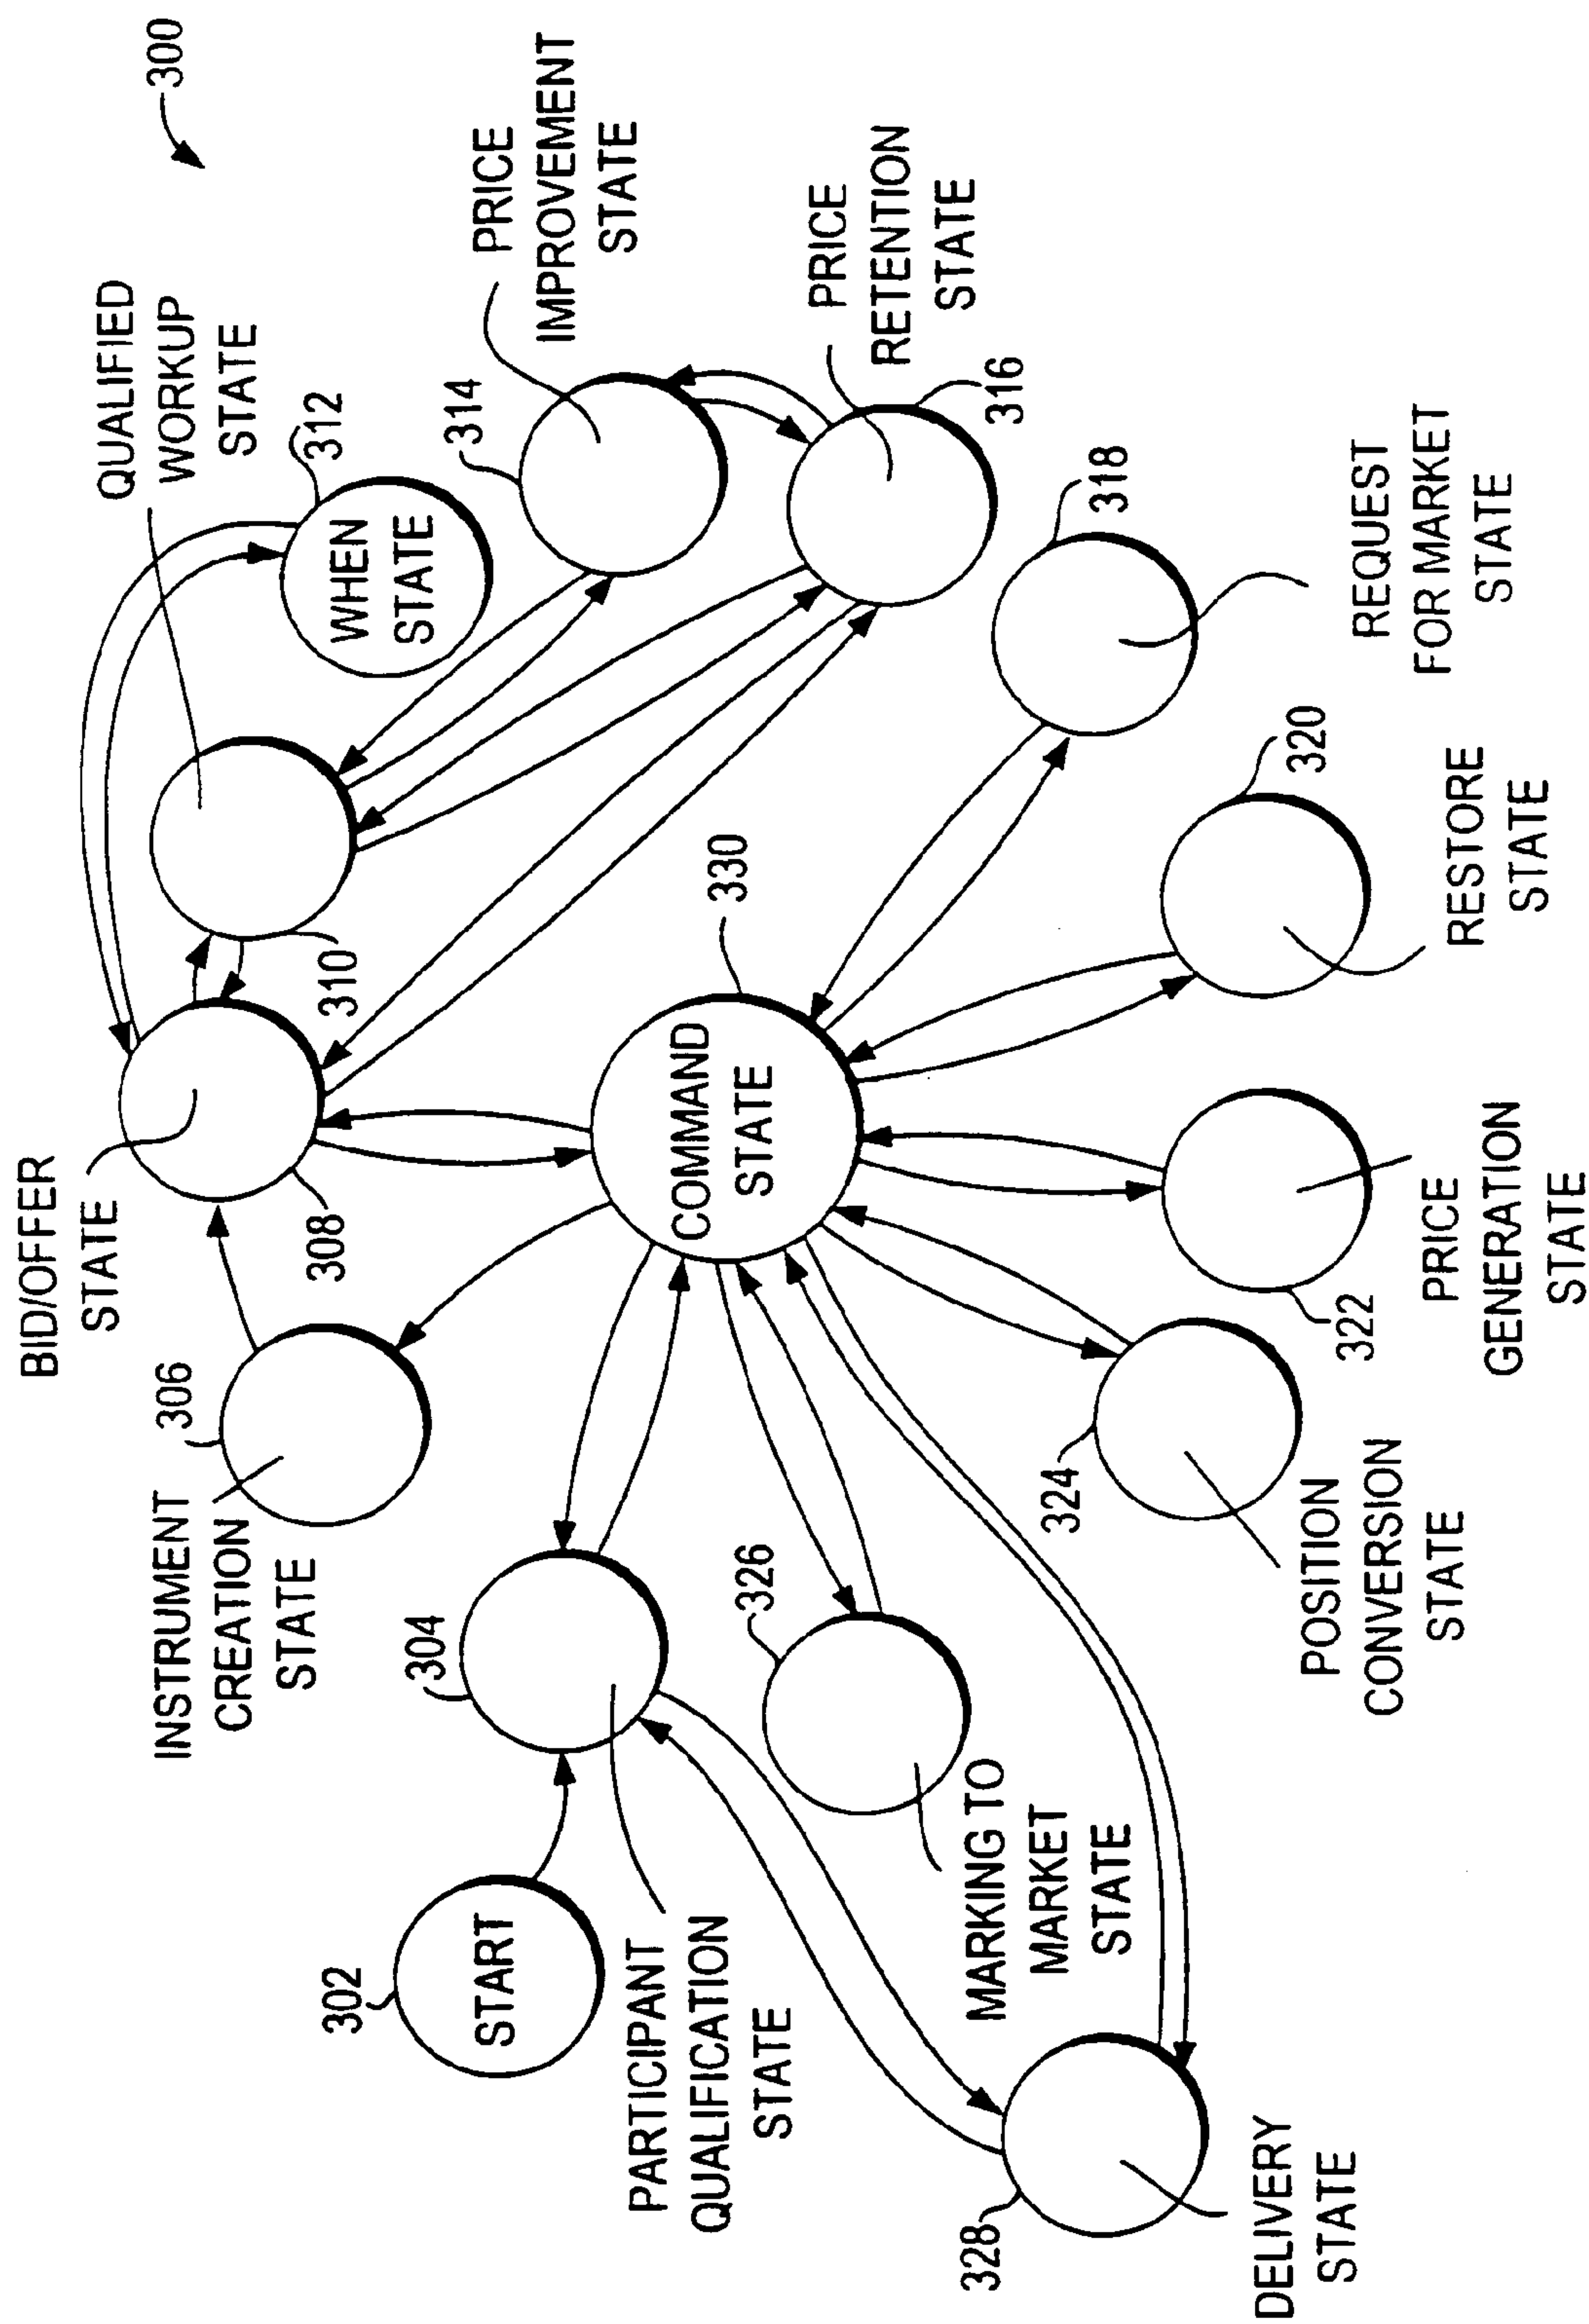 300
QUALIFIED
WORKUP
STATE
312
WHEN
STATE
PRICE
IMPROVEMENT
STATE
314
PRICE
RETENTION
STATE
316
BID/OFFER
STATE
308
310
INSTRUMENT
CREATION
STATE
306
COMMAND
STATE
330
318
REQUEST
FOR MARKET
STATE
320
RESTORE
STATE
302
START
304
PARTICIPANT
QUALIFICATION
STATE
326
MARKING TO
MARKET
STATE
324
POSITION
CONVERSION
STATE
322
PRICE
GENERATION
STATE
328
DELIVERY
STATE